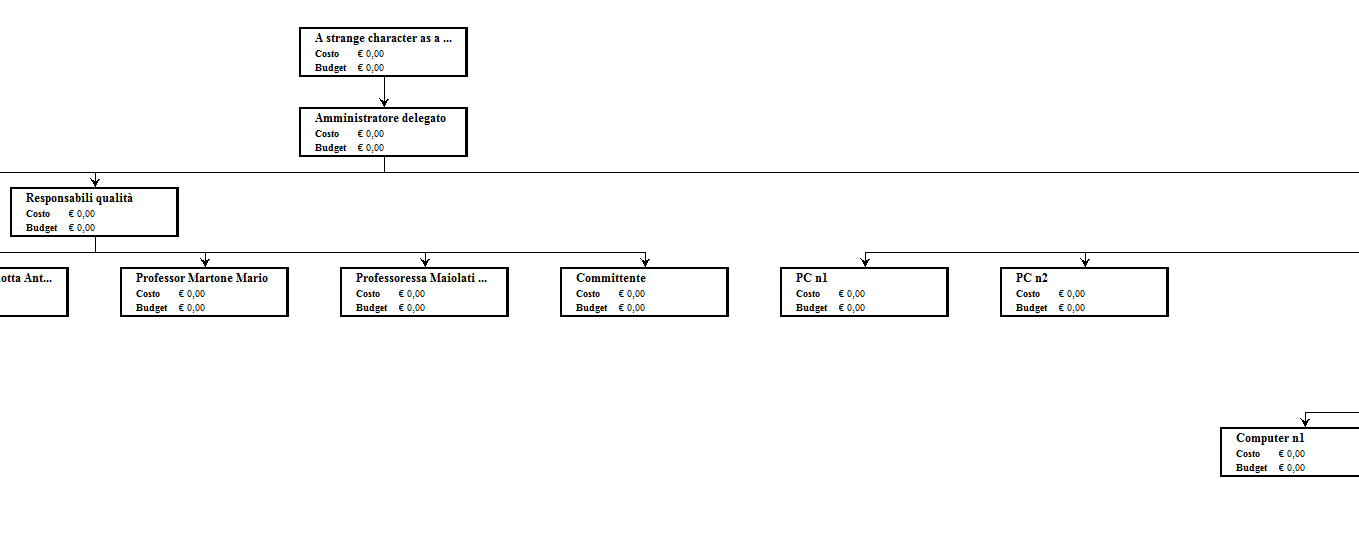 A strange character as a ...
Costo € 0,00
Budget € 0,00
Amministratore delegato
Costo € 0,00
Budget € 0,00
Responsabili qualità
Costo € 0,00
Budget € 0,00
Ant...
Professor Martone Mario
Costo € 0,00
Budget € 0,00
Professoressa Maiolati ...
Costo € 0,00
Budget € 0,00
Committente
Costo € 0,00
Budget € 0,00
PC n1
Costo € 0,00
Budget € 0,00
PC n2
Costo € 0,00
Budget € 0,00
Computer n1
Costo € 0,00
Budget € 0,00